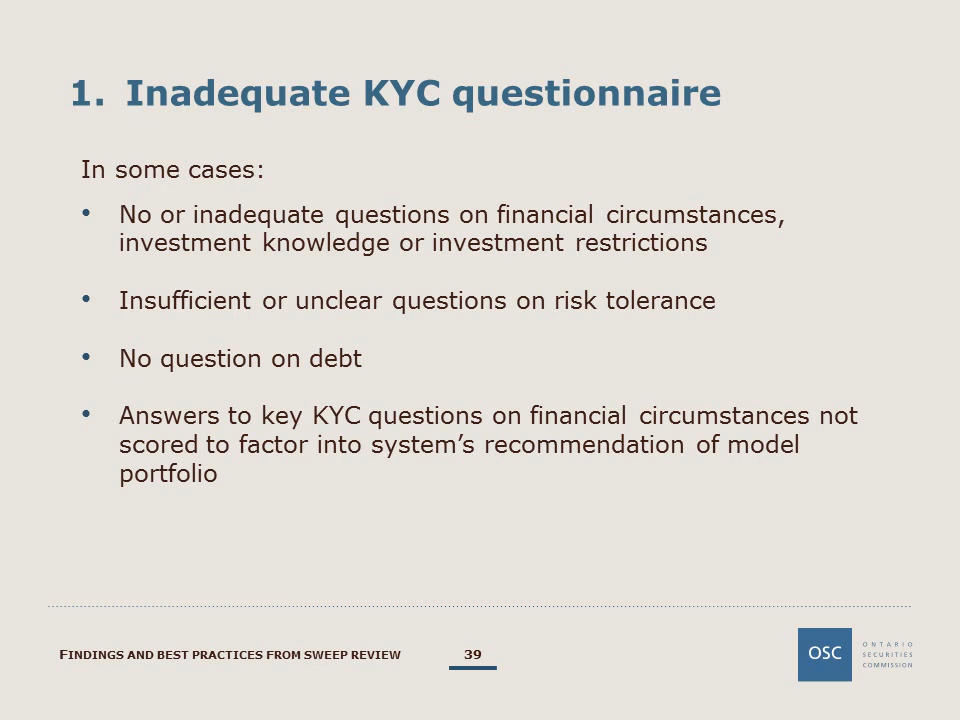 1. Inadequate KYC questionnaire
In some cases:
• No or inadequate questions on financial circumstances,
investment knowledge or investment restrictions
• Insufficient or unclear questions on risk tolerance
• No question on debt
• Answers to key KYC questions on financial circumstances not
scored to factor into system’s recommendation of model
portfolio
FINDINGS AND BEST PRACTICES FROM SWEEP REVIEW
39
OSC
ONTARIO
SECURITIES
COMMISSION